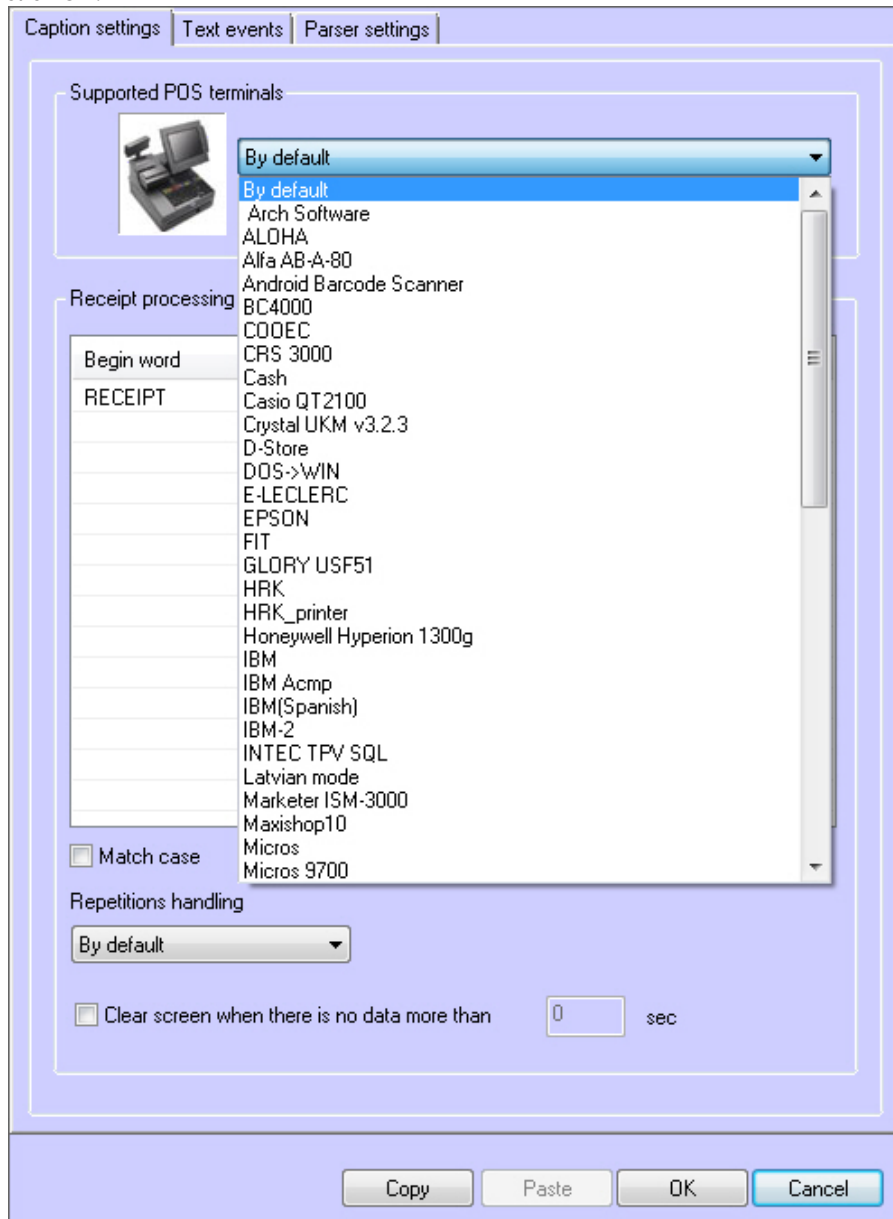 Caption settings Text events Parser settings
Supported POS terminals
By default
By default
Arch Software
ALOHA
Alfa AB-A-80
Android Barcode Scanner
Receipt processing
BC4000
COOEC
Begin word
CRS 3000
Cash
RECEIPT
Casio QT2100
Crystal UKM v3.2.3
D-Store
DOS->WIN
E-LECLERC
EPSON
FIT
GLORY USF51
HRK
HRK_printer
Honeywell Hyperion 1300g
IBM
IBM Acmp
IBM(Spanish)
IBM-2
INTEC TPV SQL
Latvian mode
Marketer ISM-3000
Maxishop10
Micros
Match case
Micros 9700
Repetitions handling
By default
Clear screen when there is no data more than 0 sec
Copy Paste OK Cancel